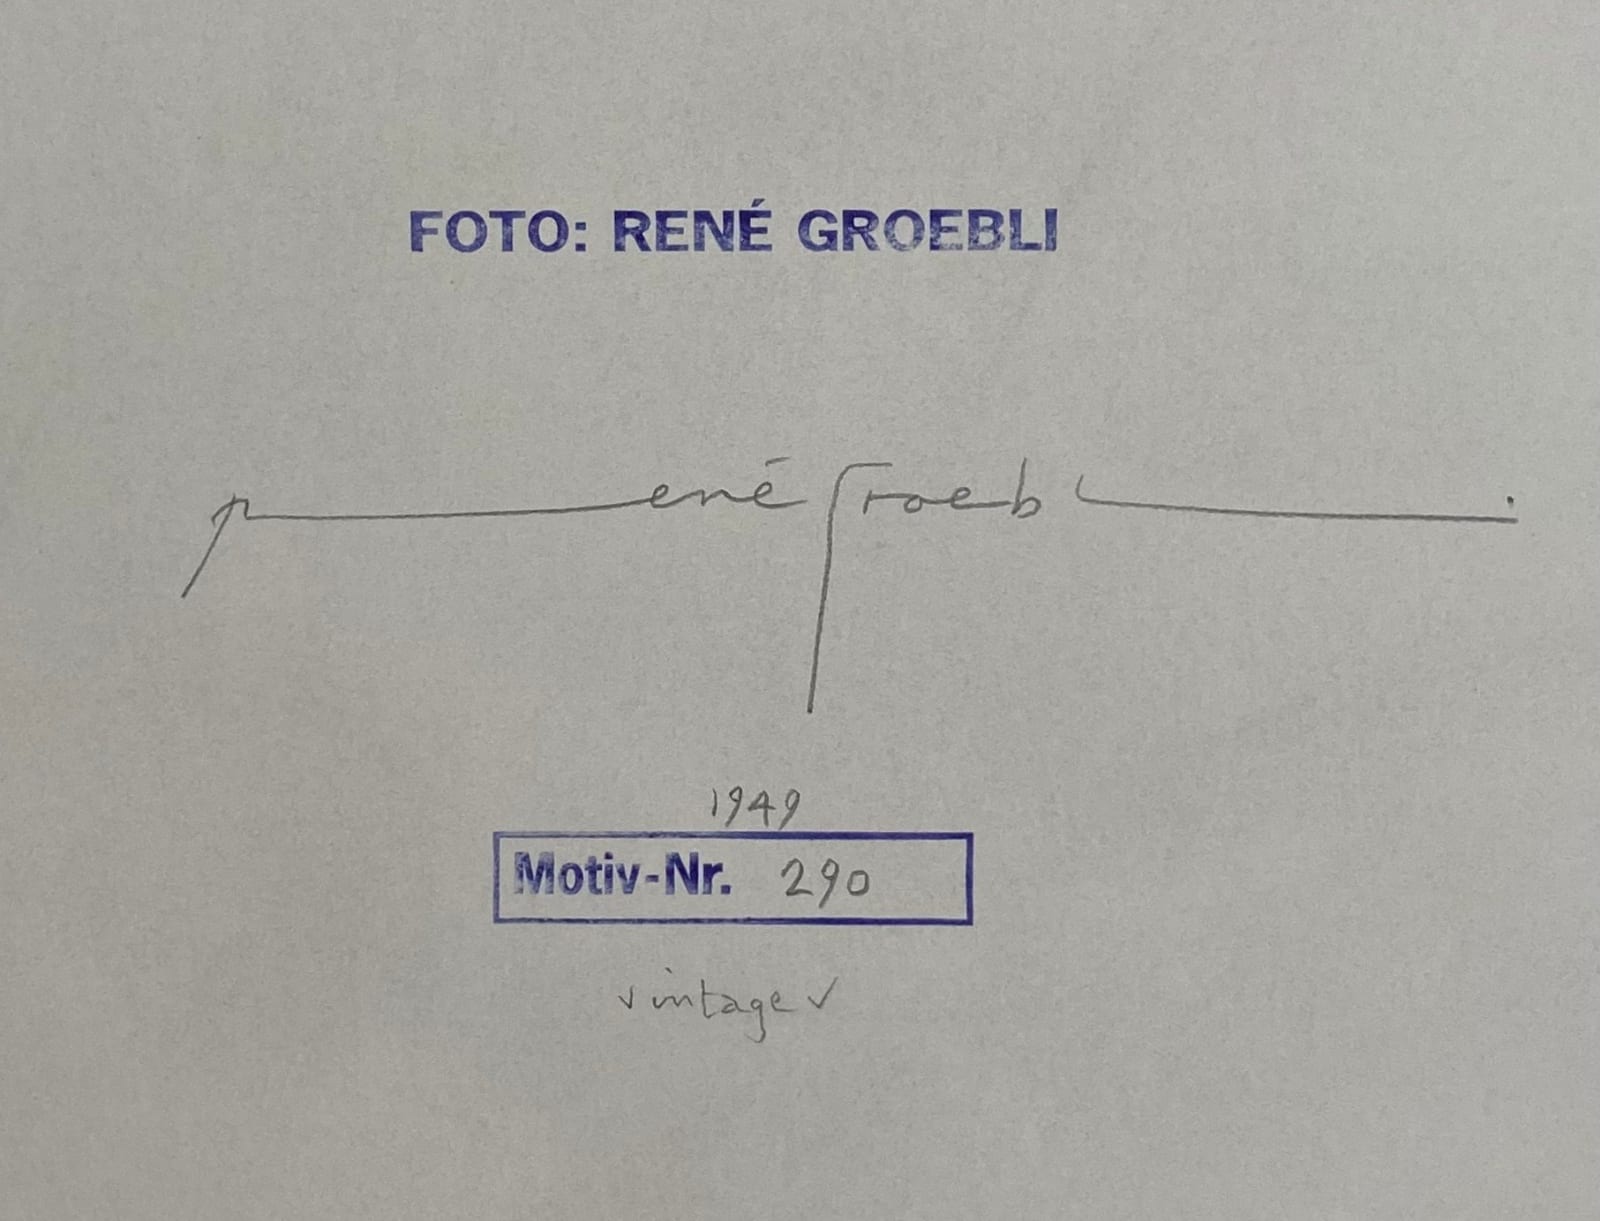 FOTO: RENÉ GROEBLI
René Groebli
1949
Motiv-Nr. 290
vintage ✓